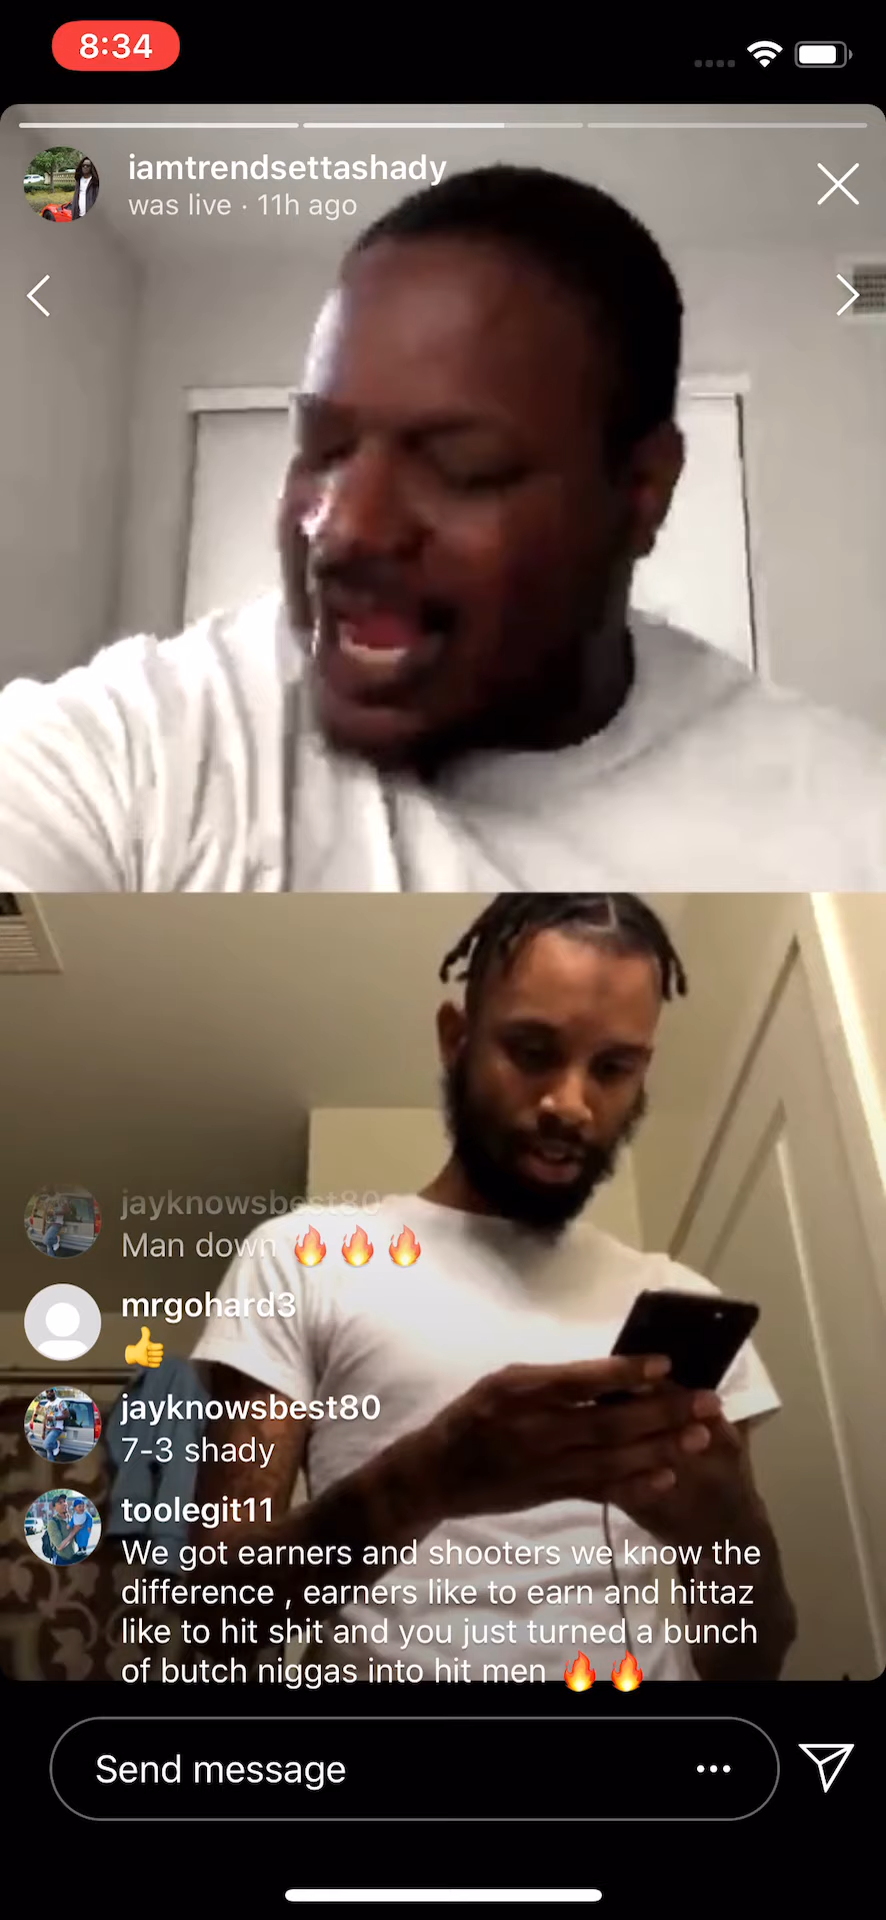 8:34
iamtrendsettashady
was live · 11h ago
jayknowsbest80
Man down 🔥🔥🔥
mrgohard3
👍
jayknowsbest80
7-3 shady
toolegit11
We got earners and shooters we know the
difference , earners like to earn and hittaz
like to hit shit and you just turned a bunch
of butch niggas into hit men 🔥🔥
Send message